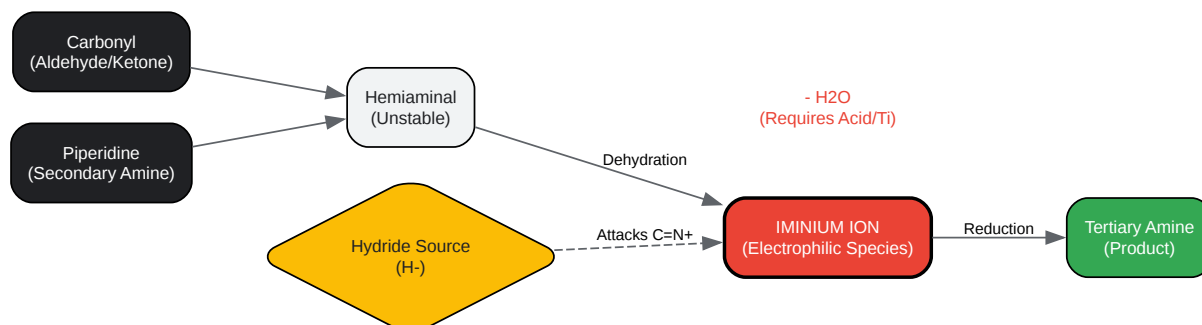 Carbonyl
(Aldehyde/Ketone)
Piperidine
(Secondary Amine)
Hemiaminal
(Unstable)
- H2O
(Requires Acid/Ti)
Dehydration
Hydride Source
(H-)
Attacks C=N+
IMINIUM ION
(Electrophilic Species)
Reduction
Tertiary Amine
(Product)